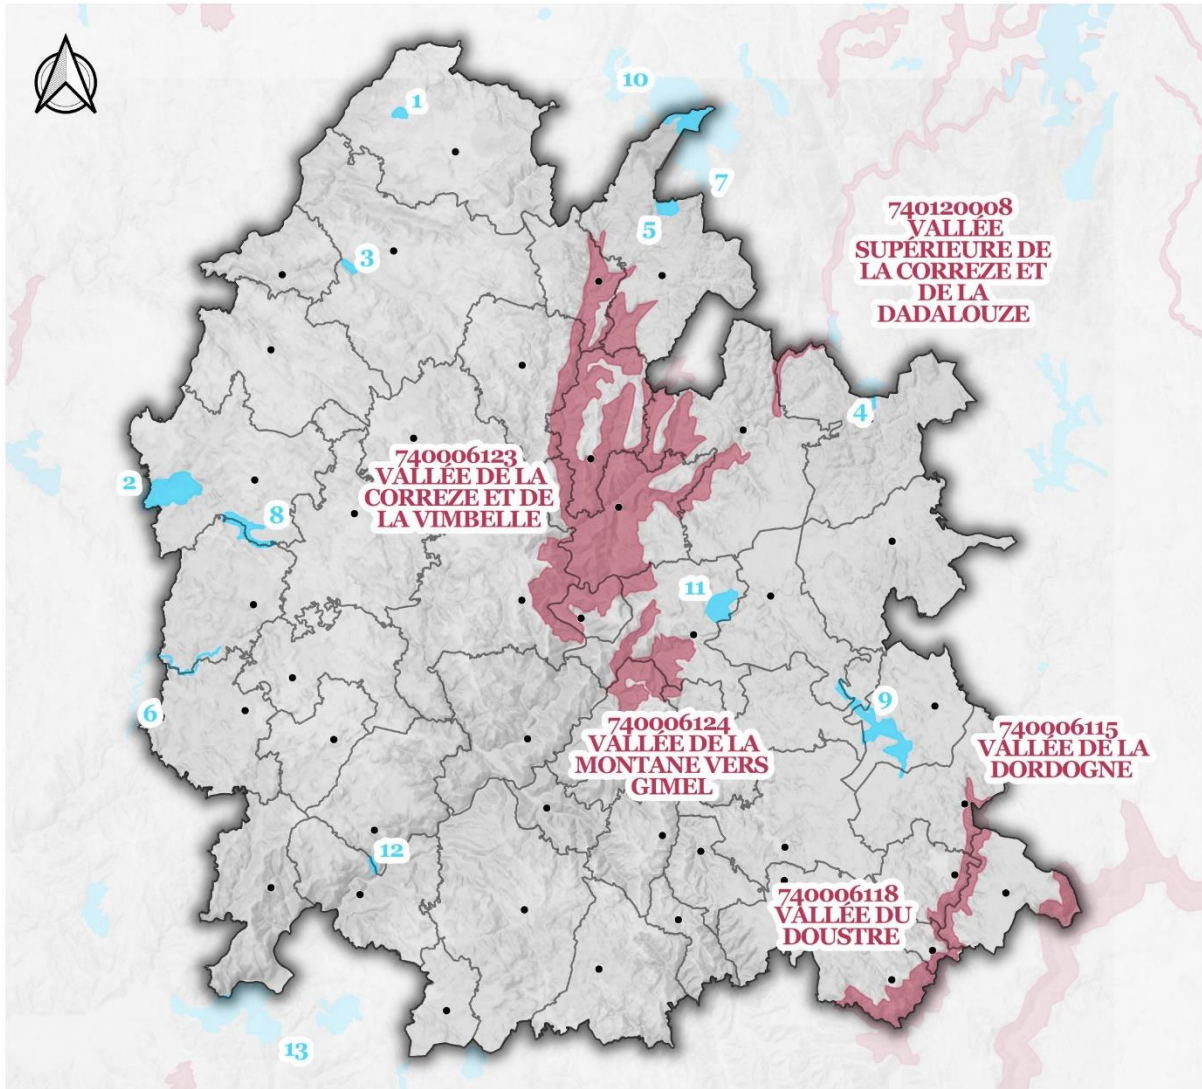 10
1
7
740120008
VALLÉE
SUPÉRIEURE DE
LA CORREZE ET
DE LA
DADALOUZE
5
3
4
740006123
VALLÉE DE LA
CORREZE ET DE
LA VIMBELLE
2
8
11
6
9
740006124
VALLÉE DE LA
MONTANE VERS
GIMEL
740006115
VALLÉE DE LA
DORDOGNE
12
740006118
VALLÉE DU
DOUSTRE
13